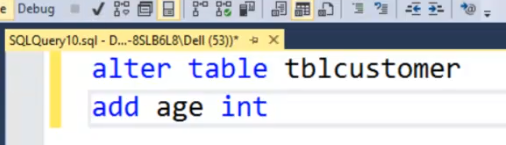 Debug
SQLQuery10.sql - D...-8SLB6L8\Dell (53))*
alter table tblcustomer
add age int